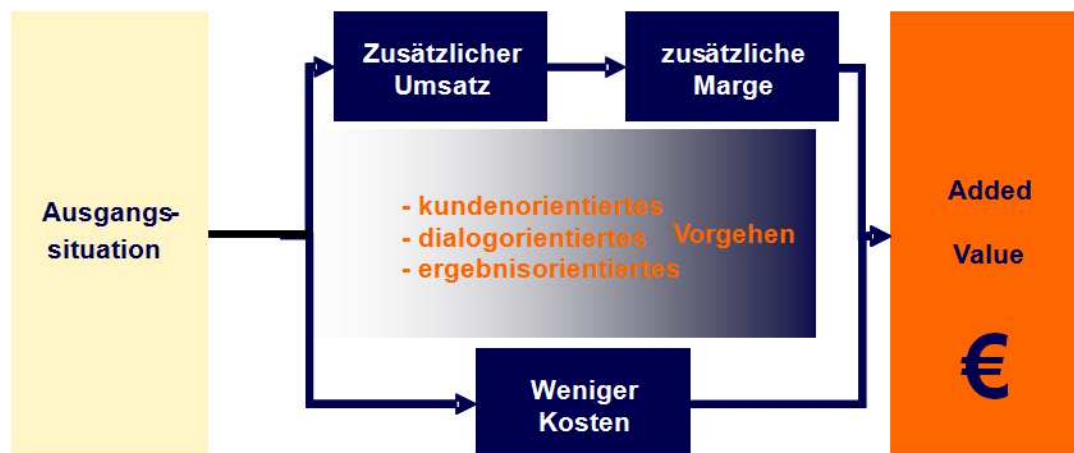 Zusätzlicher
Umsatz
zusätzliche
Marge
Ausgangs-
situation
- kundenorientiertes
- dialogorientiertes Vorgehen
- ergebnisorientiertes
Weniger
Kosten
Added
Value
€